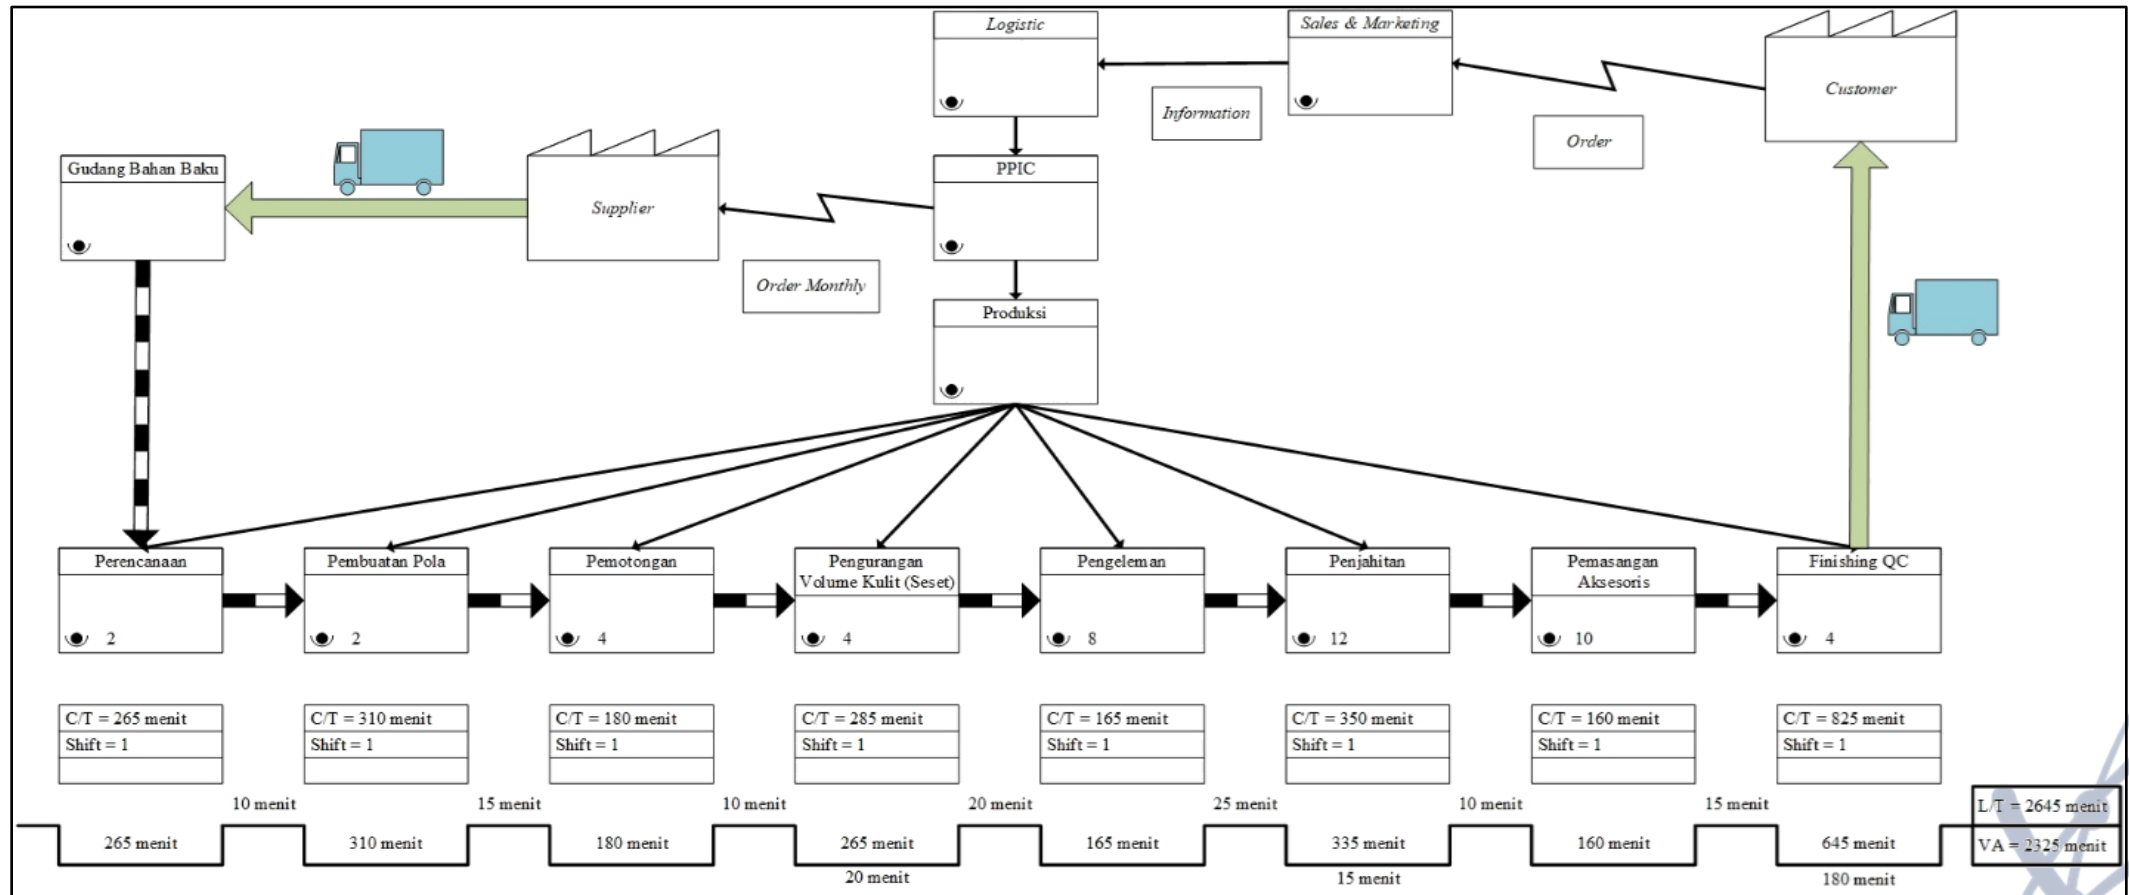 Logistic
Sales & Marketing
Customer
Information
Order
Gudang Bahan Baku
Supplier
PPIC
Order Monthly
Produksi
Perencanaan
Pembuatan Pola
Pemotongan
Pengurangan
Volume Kulit (Seset)
Pengeleman
Penjahitan
Pemasangan
Aksesoris
Finishing QC
2
2
4
4
8
12
10
4
C/T = 265 menit
Shift = 1
C/T = 310 menit
Shift = 1
C/T = 180 menit
Shift = 1
C/T = 285 menit
Shift = 1
C/T = 165 menit
Shift = 1
C/T = 350 menit
Shift = 1
C/T = 160 menit
Shift = 1
C/T = 825 menit
Shift = 1
10 menit
15 menit
10 menit
20 menit
25 menit
10 menit
15 menit
L/T = 2645 menit
265 menit
310 menit
180 menit
265 menit
165 menit
335 menit
160 menit
645 menit
VA = 2325 menit
20 menit
15 menit
180 menit